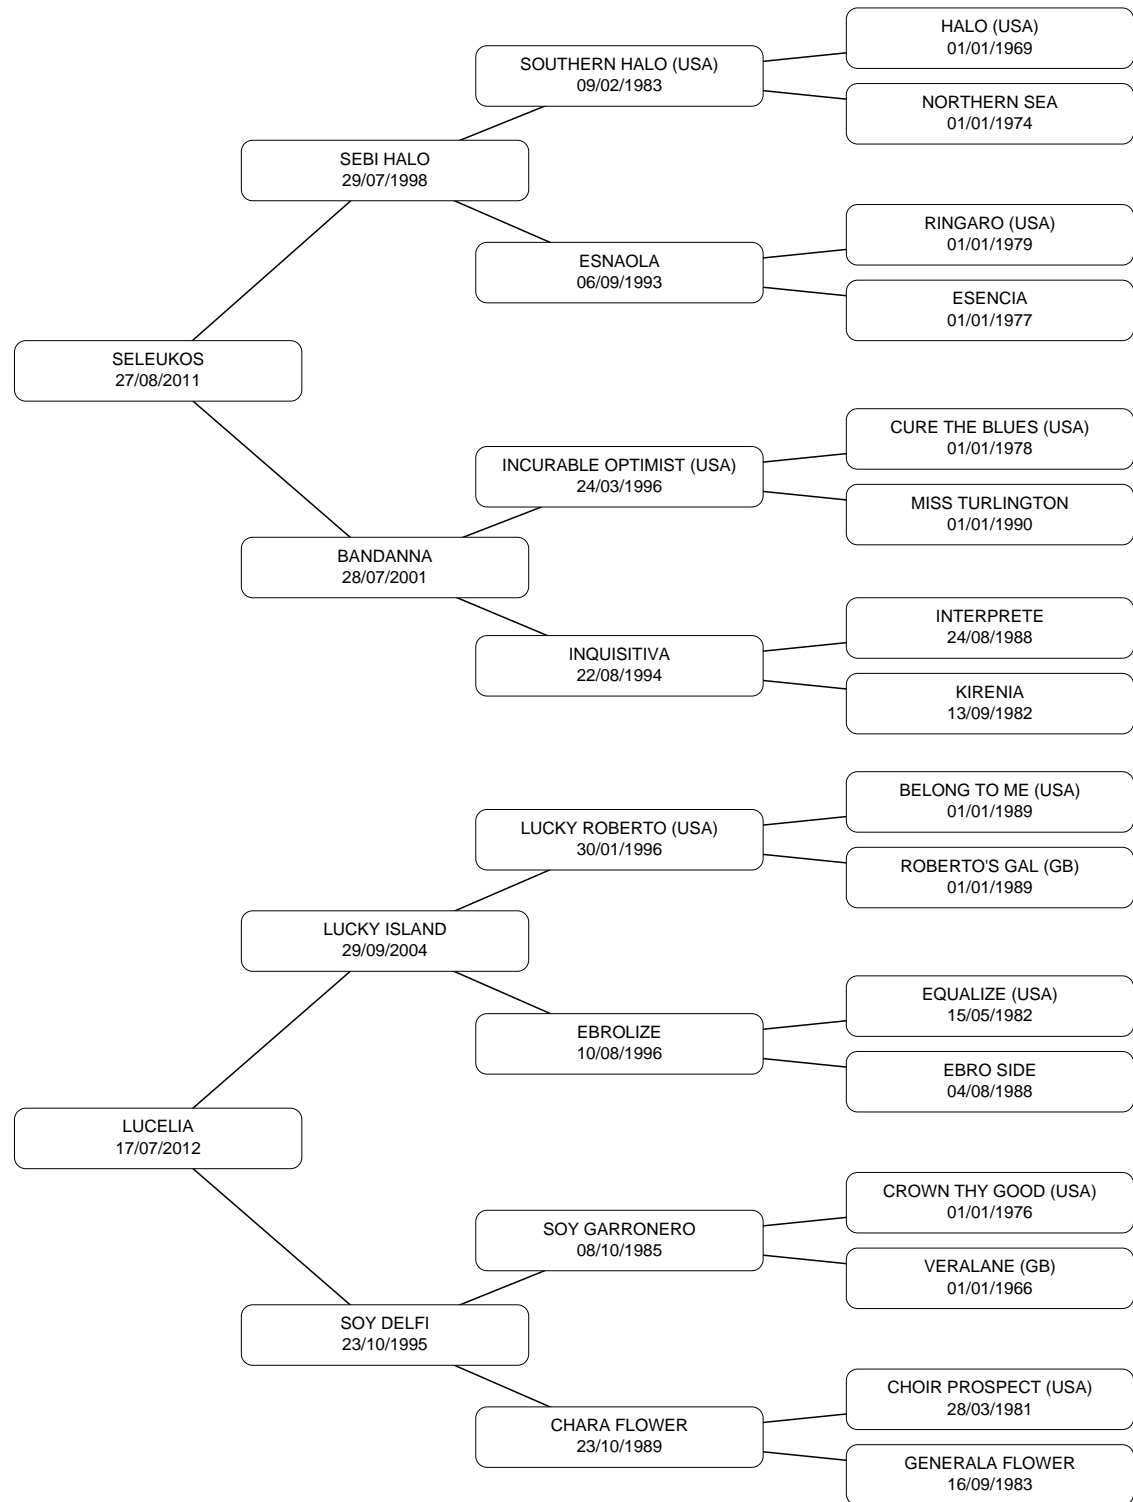 HALO (USA)
01/01/1969
SOUTHERN HALO (USA)
09/02/1983
NORTHERN SEA
01/01/1974
SEBI HALO
29/07/1998
RINGARO (USA)
01/01/1979
ESNAOLA
06/09/1993
ESENCIA
01/01/1977
SELEUKOS
27/08/2011
CURE THE BLUES (USA)
01/01/1978
INCURABLE OPTIMIST (USA)
24/03/1996
MISS TURLINGTON
01/01/1990
BANDANNA
28/07/2001
INTERPRETE
24/08/1988
INQUISITIVA
22/08/1994
KIRENIA
13/09/1982
BELONG TO ME (USA)
01/01/1989
LUCKY ROBERTO (USA)
30/01/1996
ROBERTO'S GAL (GB)
01/01/1989
LUCKY ISLAND
29/09/2004
EQUALIZE (USA)
15/05/1982
EBROLIZE
10/08/1996
EBRO SIDE
04/08/1988
LUCELIA
17/07/2012
CROWN THY GOOD (USA)
01/01/1976
SOY GARRONERO
08/10/1985
VERALANE (GB)
01/01/1966
SOY DELFI
23/10/1995
CHOIR PROSPECT (USA)
28/03/1981
CHARA FLOWER
23/10/1989
GENERALA FLOWER
16/09/1983